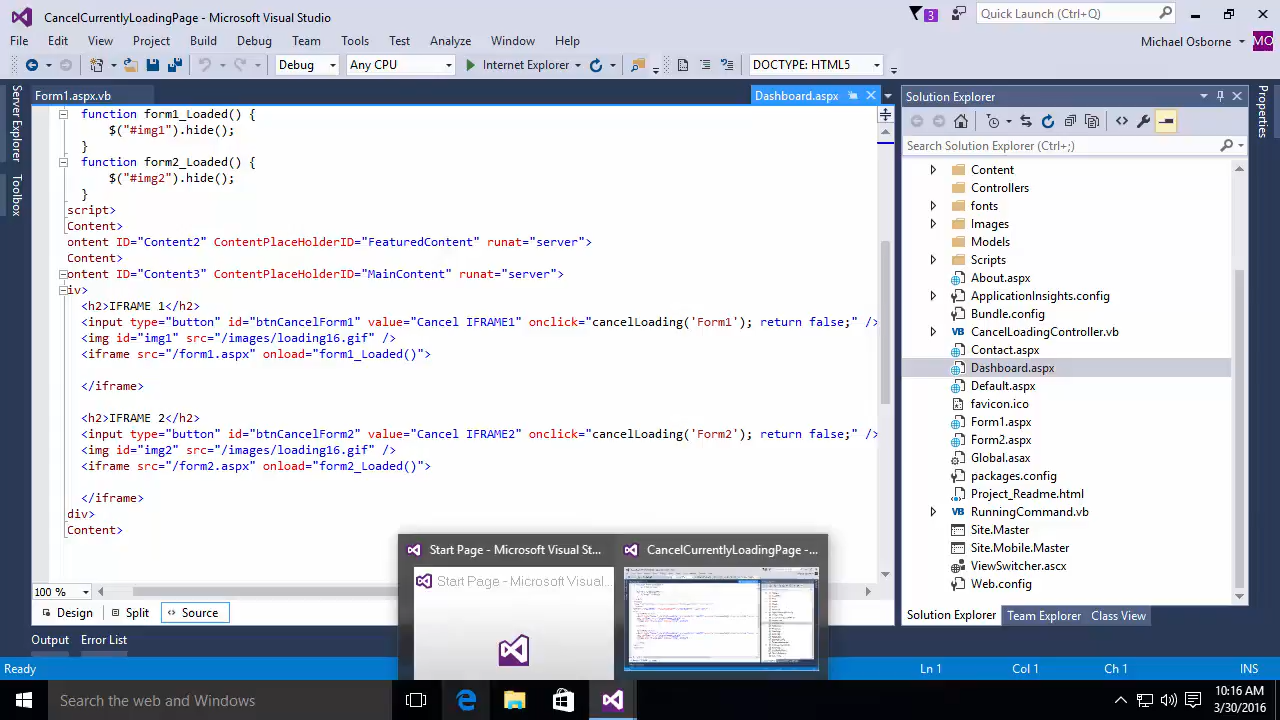 CancelCurrentlyLoadingPage - Microsoft Visual Studio
3
Quick Launch (Ctrl+Q)
File Edit View Project Build Debug Team Tools Test Analyze Window Help
Michael Osborne
MO
Debug Any CPU Internet Explorer DOCTYPE: HTML5
Server Explorer
Toolbox
Form1.aspx.vb
Dashboard.aspx
function form1_Loaded() {
$("#img1").hide();
}
function form2_Loaded() {
$("#img2").hide();
}
script>
Content>
ontent ID="Content2" ContentPlaceHolderID="FeaturedContent" runat="server">
Content>
ontent ID="Content3" ContentPlaceHolderID="MainContent" runat="server">
iv>
<h2>IFRAME 1</h2>
<input type="button" id="btnCancelForm1" value="Cancel IFRAME1" onclick="cancelLoading('Form1'); return false;" />
<img id="img1" src="/images/loading16.gif" />
<iframe src="/form1.aspx" onload="form1_Loaded()">
</iframe>
<h2>IFRAME 2</h2>
<input type="button" id="btnCancelForm2" value="Cancel IFRAME2" onclick="cancelLoading('Form2'); return false;" />
<img id="img2" src="/images/loading16.gif" />
<iframe src="/form2.aspx" onload="form2_Loaded()">
</iframe>
div>
Content>
Design Split Source
Output Error List
Solution Explorer
Search Solution Explorer (Ctrl+;)
Content
Controllers
fonts
Images
Models
Scripts
About.aspx
ApplicationInsights.config
Bundle.config
CancelLoadingController.vb
Contact.aspx
Dashboard.aspx
Default.aspx
favicon.ico
Form1.aspx
Form2.aspx
Global.asax
packages.config
Project_Readme.html
RunningCommand.vb
Site.Master
Site.Mobile.Master
ViewSwitcher.ascx
Web.config
Solution Explorer Team Explorer Class View
Properties
Start Page - Microsoft Visual St...
Start Page - Microsoft Visual...
CancelCurrentlyLoadingPage -...
Ready
Ln 1 Col 1 Ch 1 INS
Search the web and Windows
10:16 AM
3/30/2016